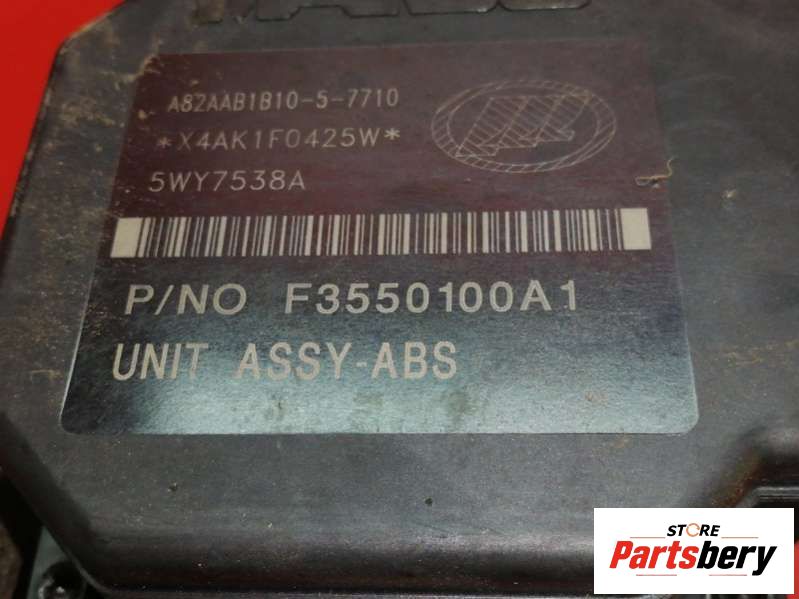 A82AAB1B10-5-7710
*X4AK1F0425W*
5WY7538A
P/NO F3550100A1
UNIT ASSY-ABS
STORE
Partsbery